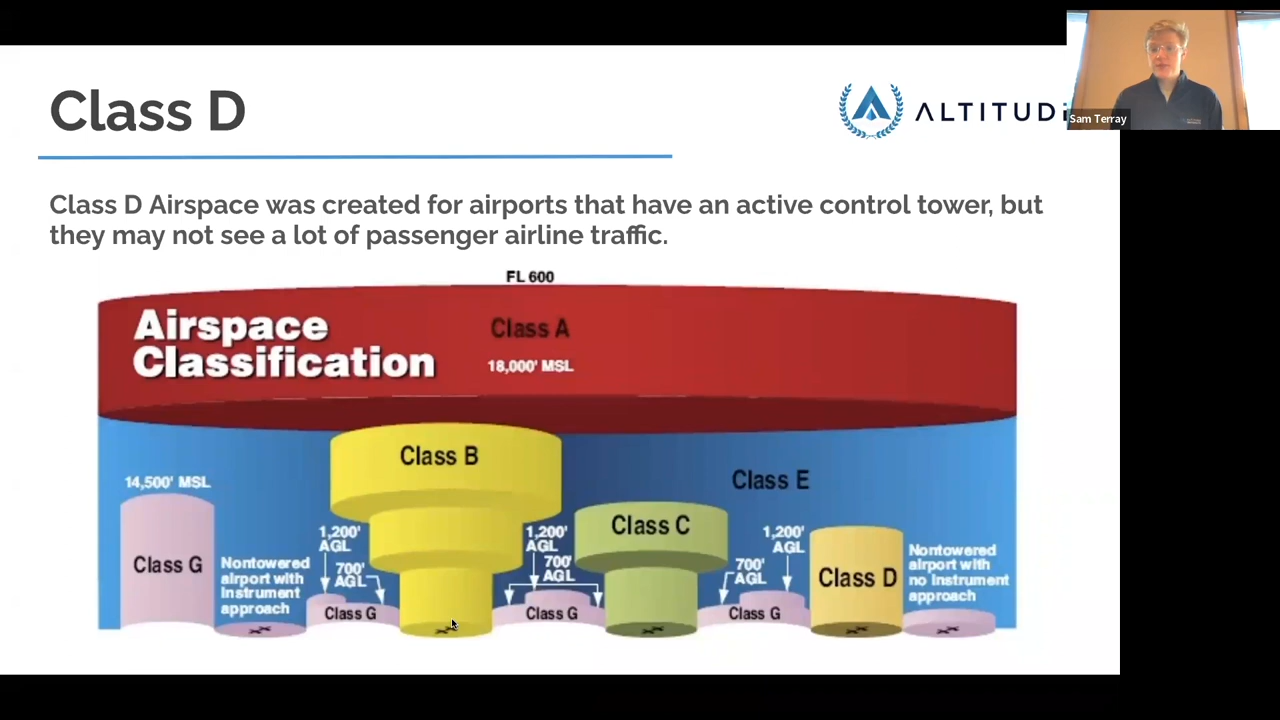 Class D
ALTITUD
Sam Terray
Class D Airspace was created for airports that have an active control tower, but
they may not see a lot of passenger airline traffic.
FL 600
Airspace
Classification
Class A
18,000' MSL
Class B
Class E
14,500' MSL
Class G
Nontowered
airport with
Instrument
approach
1,200'
AGL
700'
AGL
Class G
1,200'
AGL
700'
AGL
Class G
Class C
700'
AGL
1,200'
AGL
Class G
Class D
Nontowered
airport with
no Instrument
approach